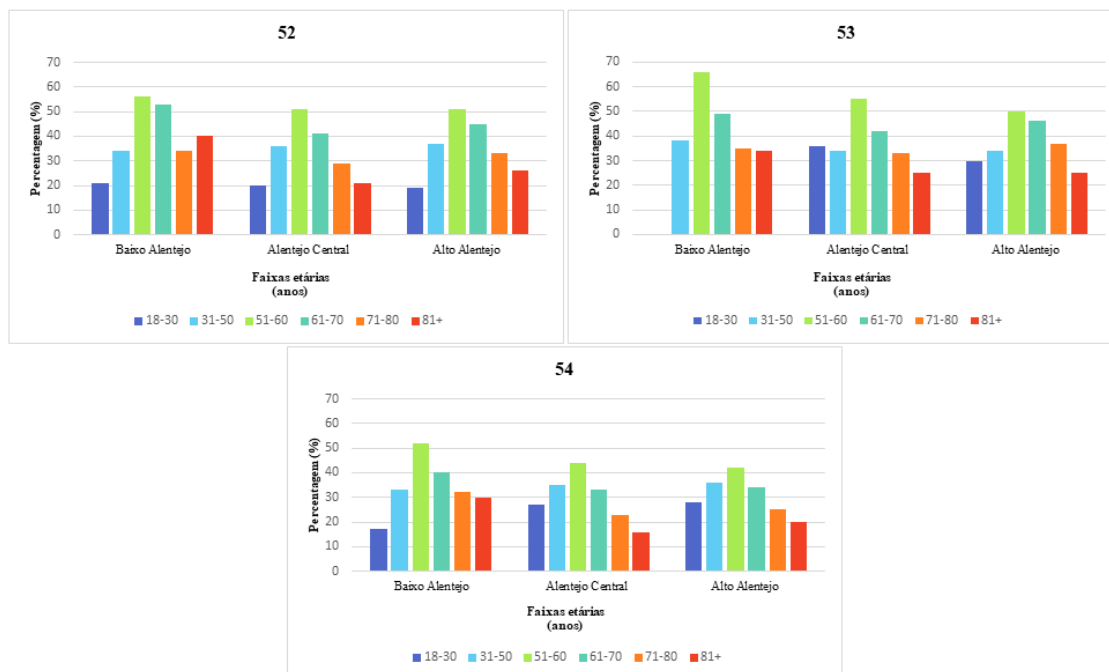 52
70
60
50
40
30
20
10
0
Percentagem (%)
Baixo Alentejo Alentejo Central Alto Alentejo
Faixas etárias
(anos)
18-30 31-50 51-60 61-70 71-80 81+
53
70
60
50
40
30
20
10
0
Percentagem (%)
Baixo Alentejo Alentejo Central Alto Alentejo
Faixas etárias
(anos)
18-30 31-50 51-60 61-70 71-80 81+
54
70
60
50
40
30
20
10
0
Percentagem (%)
Baixo Alentejo Alentejo Central Alto Alentejo
Faixas etárias
(anos)
18-30 31-50 51-60 61-70 71-80 81+